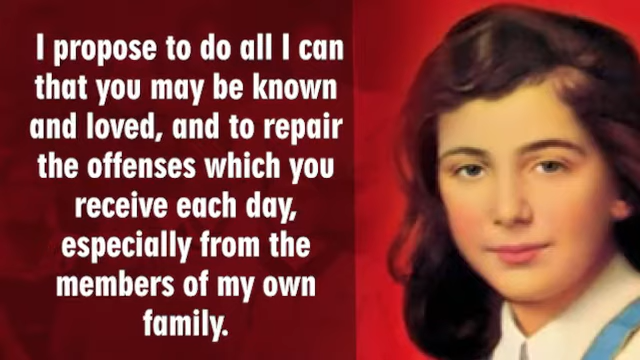 I propose to do all I can
that you may be known
and loved, and to repair
the offenses which you
receive each day,
especially from the
members of my own
family.